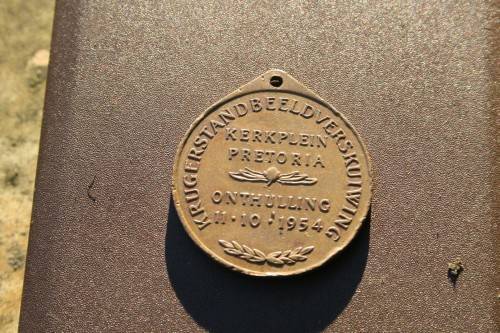 KRUGERSTANDBEELDVERSKUIWING
KERKPLEIN
PRETORIA
ONTHULLING
11·10·1954